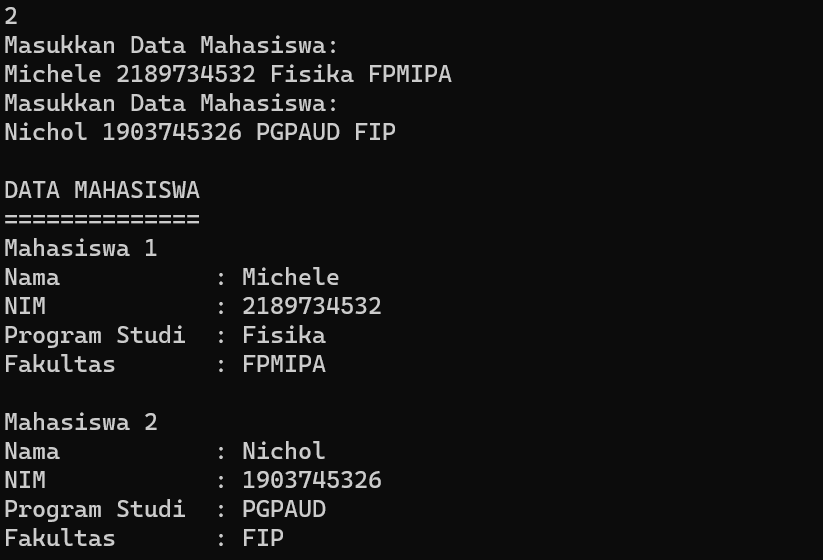 2
Masukkan Data Mahasiswa:
Michele 2189734532 Fisika FPMIPA
Masukkan Data Mahasiswa:
Nichol 1903745326 PGPAUD FIP

DATA MAHASISWA
==============
Mahasiswa 1
Nama           : Michele
NIM            : 2189734532
Program Studi  : Fisika
Fakultas       : FPMIPA

Mahasiswa 2
Nama           : Nichol
NIM            : 1903745326
Program Studi  : PGPAUD
Fakultas       : FIP